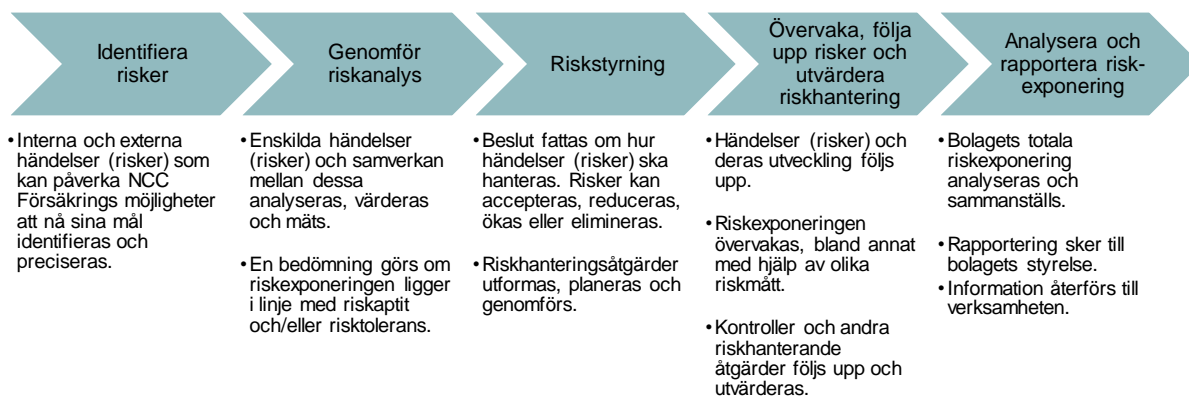 Identifiera
risker
• Interna och externa
händelser (risker) som
kan påverka NCC
Försäkrings möjligheter
att nå sina mål
identifieras och
preciseras.
Genomför
riskanalys
• Enskilda händelser
(risker) och samverkan
mellan dessa
analyseras, värderas
och mäts.
• En bedömning görs om
riskexponeringen ligger
i linje med riskaptit
och/eller risktolerans.
Riskstyrning
• Beslut fattas om hur
händelser (risker) ska
hanteras. Risker kan
accepteras, reduceras,
ökas eller elimineras.
• Riskhanteringsåtgärder
utformas, planeras och
genomförs.
Övervaka, följa
upp risker och
utvärdera
riskhantering
• Händelser (risker) och
deras utveckling följs
upp.
• Riskexponeringen
övervakas, bland annat
med hjälp av olika
riskmått.
• Kontroller och andra
riskhanterande
åtgärder följs upp och
utvärderas.
Analysera och
rapportera risk-
exponering
• Bolagets totala
riskexponering
analyseras och
sammanställs.
• Rapportering sker till
bolagets styrelse.
• Information återförs till
verksamheten.